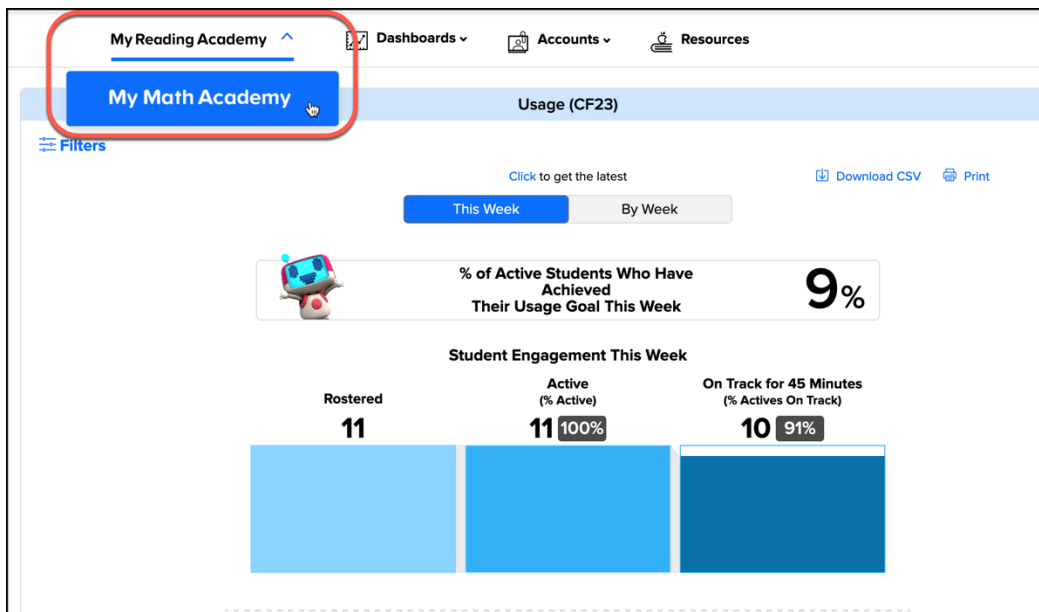 My Reading Academy
Dashboards
Accounts
Resources
My Math Academy
Usage (CF23)
Filters
Click to get the latest
Download CSV
Print
This Week
By Week
% of Active Students Who Have
Achieved
Their Usage Goal This Week
9%
Student Engagement This Week
Rostered
11
Active
(% Active)
11 100%
On Track for 45 Minutes
(% Actives On Track)
10 91%